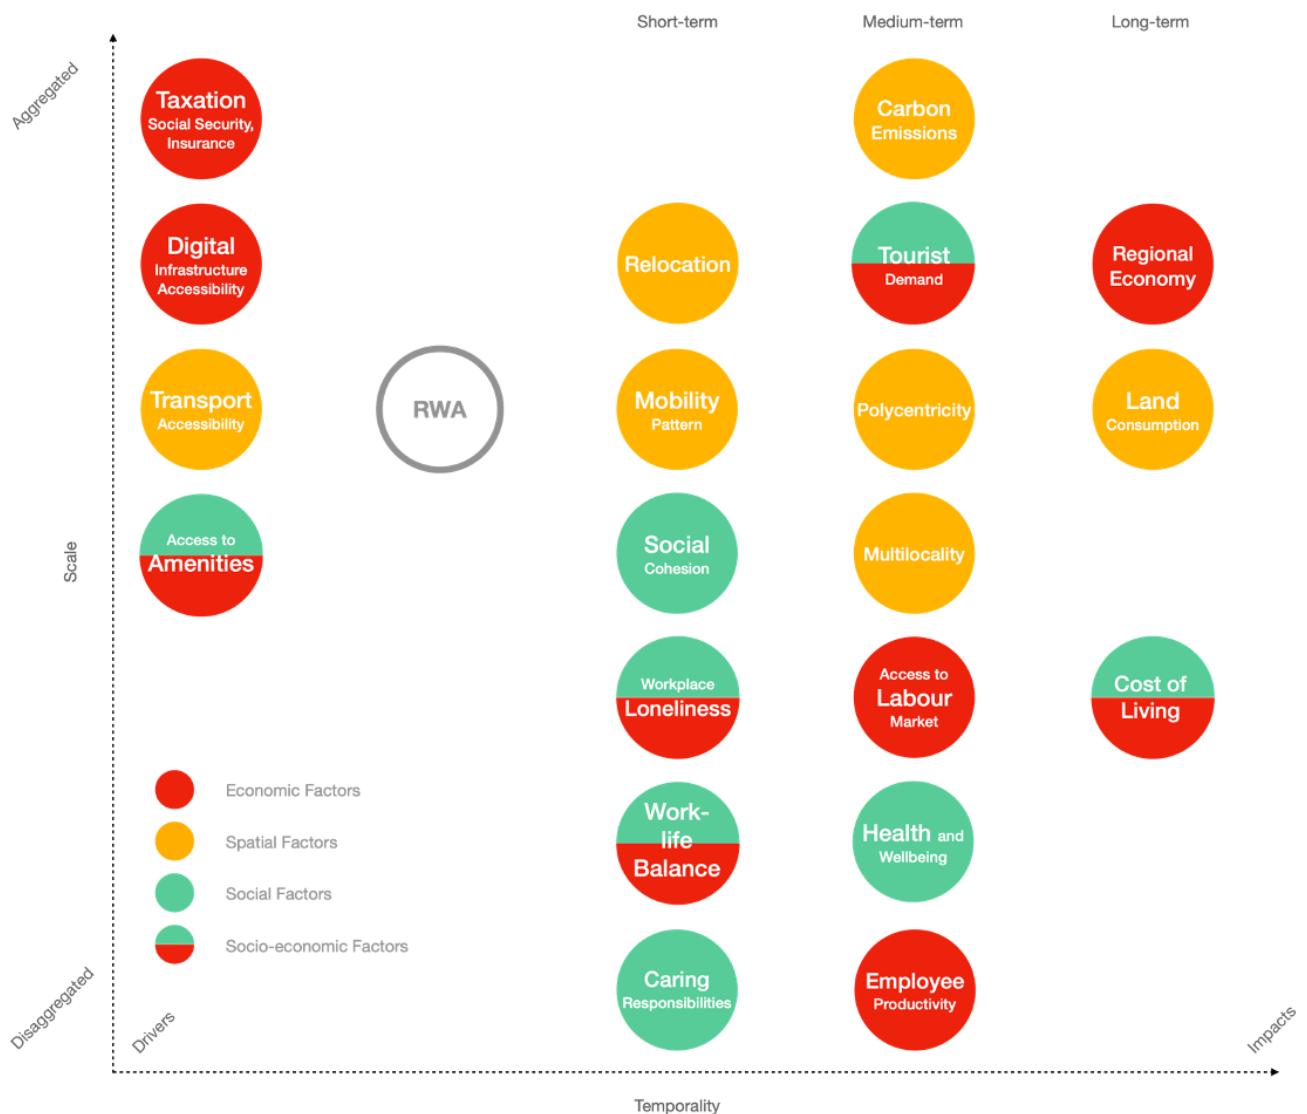 Short-term
Medium-term
Long-term
Aggregated
Taxation
Social Security,
Insurance
Carbon
Emissions
Digital
Infrastructure
Accessibility
Relocation
Tourist
Demand
Regional
Economy
Transport
Accessibility
RWA
Mobility
Pattern
Polycentricity
Land
Consumption
Access to
Amenities
Social
Cohesion
Multilocality
Scale
Workplace
Loneliness
Access to
Labour
Market
Cost of
Living
Economic Factors
Spatial Factors
Social Factors
Socio-economic Factors
Work-
life
Balance
Health and
Wellbeing
Caring
Responsibilities
Employee
Productivity
Disaggregated
Drivers
Impacts
Temporality